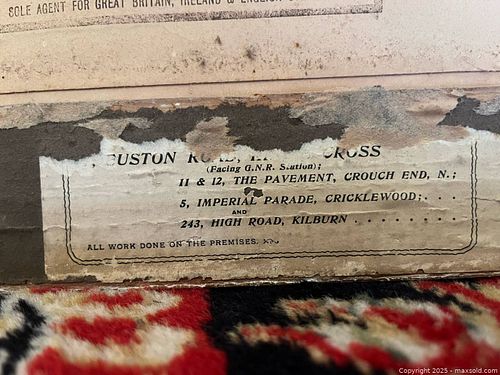 SOLE AGENT FOR GREAT BRITAIN, IRELAND & ENGLISH
EUSTON ROAD, CROSS
(Facing G.N.R. Station);
11 & 12, THE PAVEMENT, CROUCH END, N.;
5, IMPERIAL PARADE, CRICKLEWOOD; . . .
AND
243, HIGH ROAD, KILBURN . . . . . . . . .
ALL WORK DONE ON THE PREMISES.
Copyright 2025 - maxsold.com